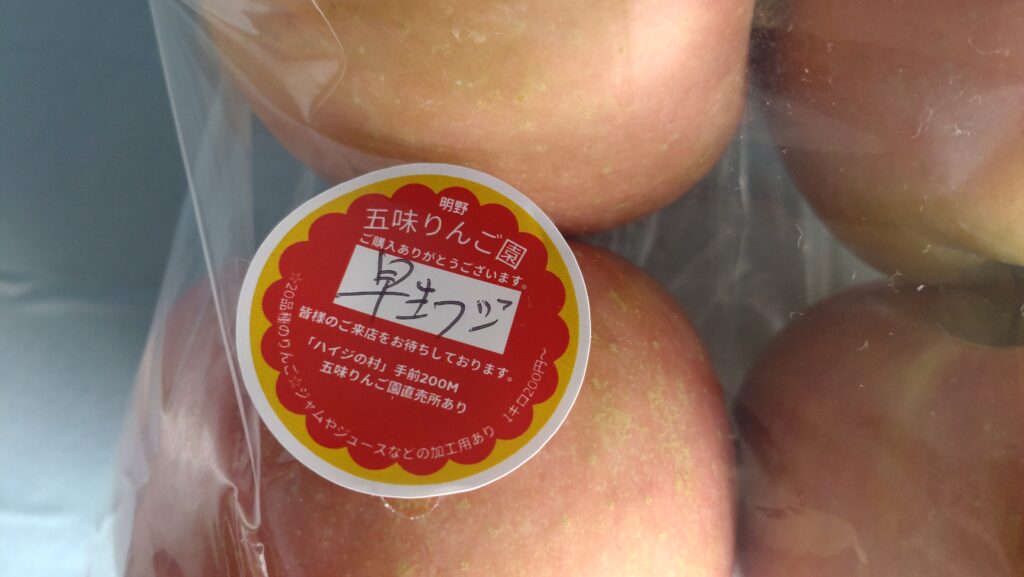 明野
五味りんご園
ご購入ありがとうございます。
早生フジ
皆様のご来店をお待ちしております。
「ハイジの村」手前200M
五味りんご園直売所あり
☆20品種のりんご☆ジャムやジュースなどの加工用あり 1キロ200円~